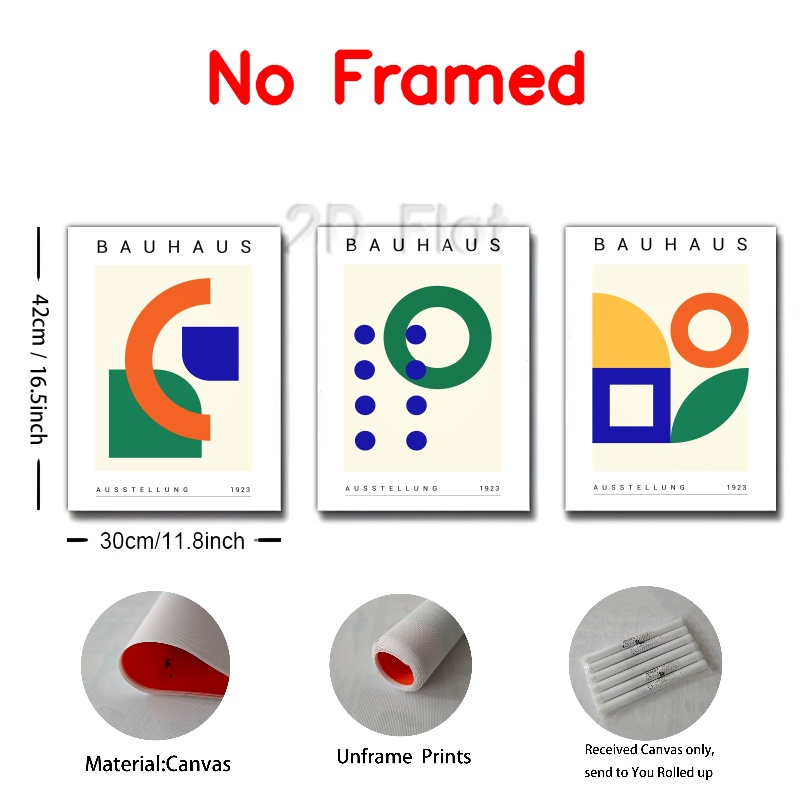 No Framed
2P Flat
BAUHAUS
BAUHAUS
BAUHAUS
42cm / 16.5inch
AUSSTELLUNG 1923
AUSSTELLUNG 1923
AUSSTELLUNG 1923
30cm/11.8inch
Material:Canvas
Unframe Prints
Received Canvas only,
send to You Rolled up